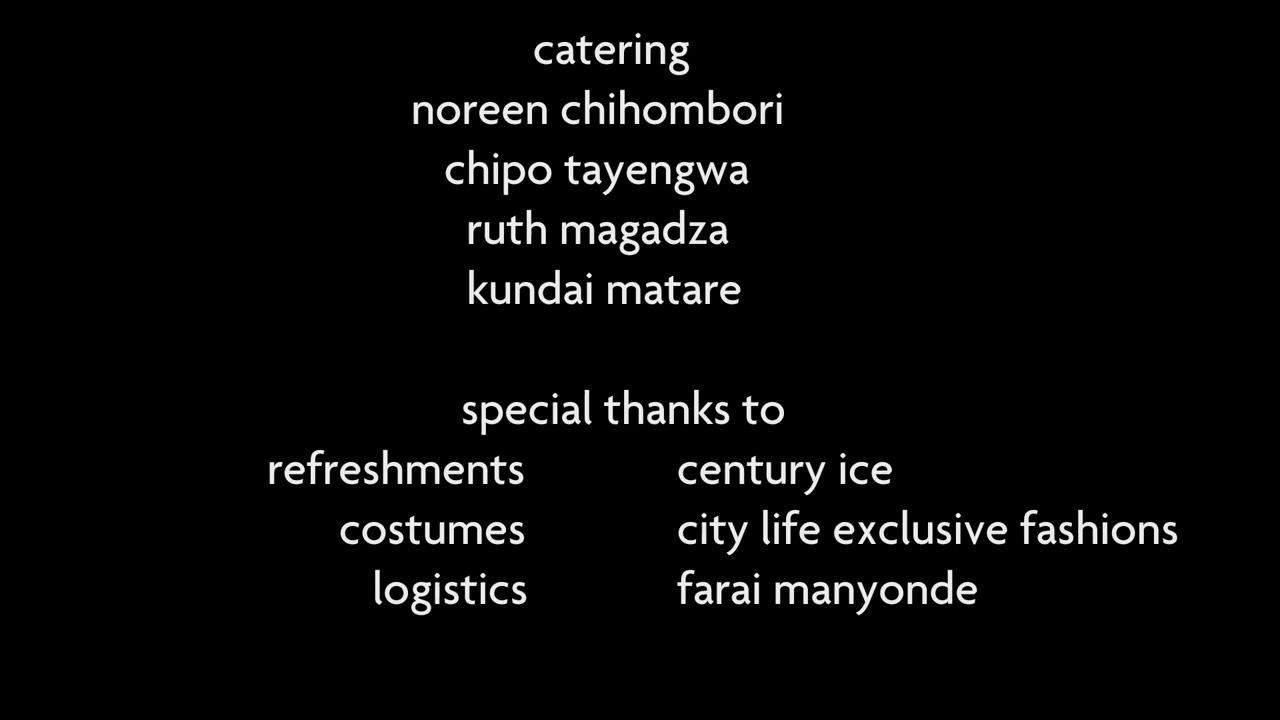 catering
noreen chihombori
chipo tayengwa
ruth magadza
kundai matare
special thanks to
refreshments century ice
costumes city life exclusive fashions
logistics farai manyonde